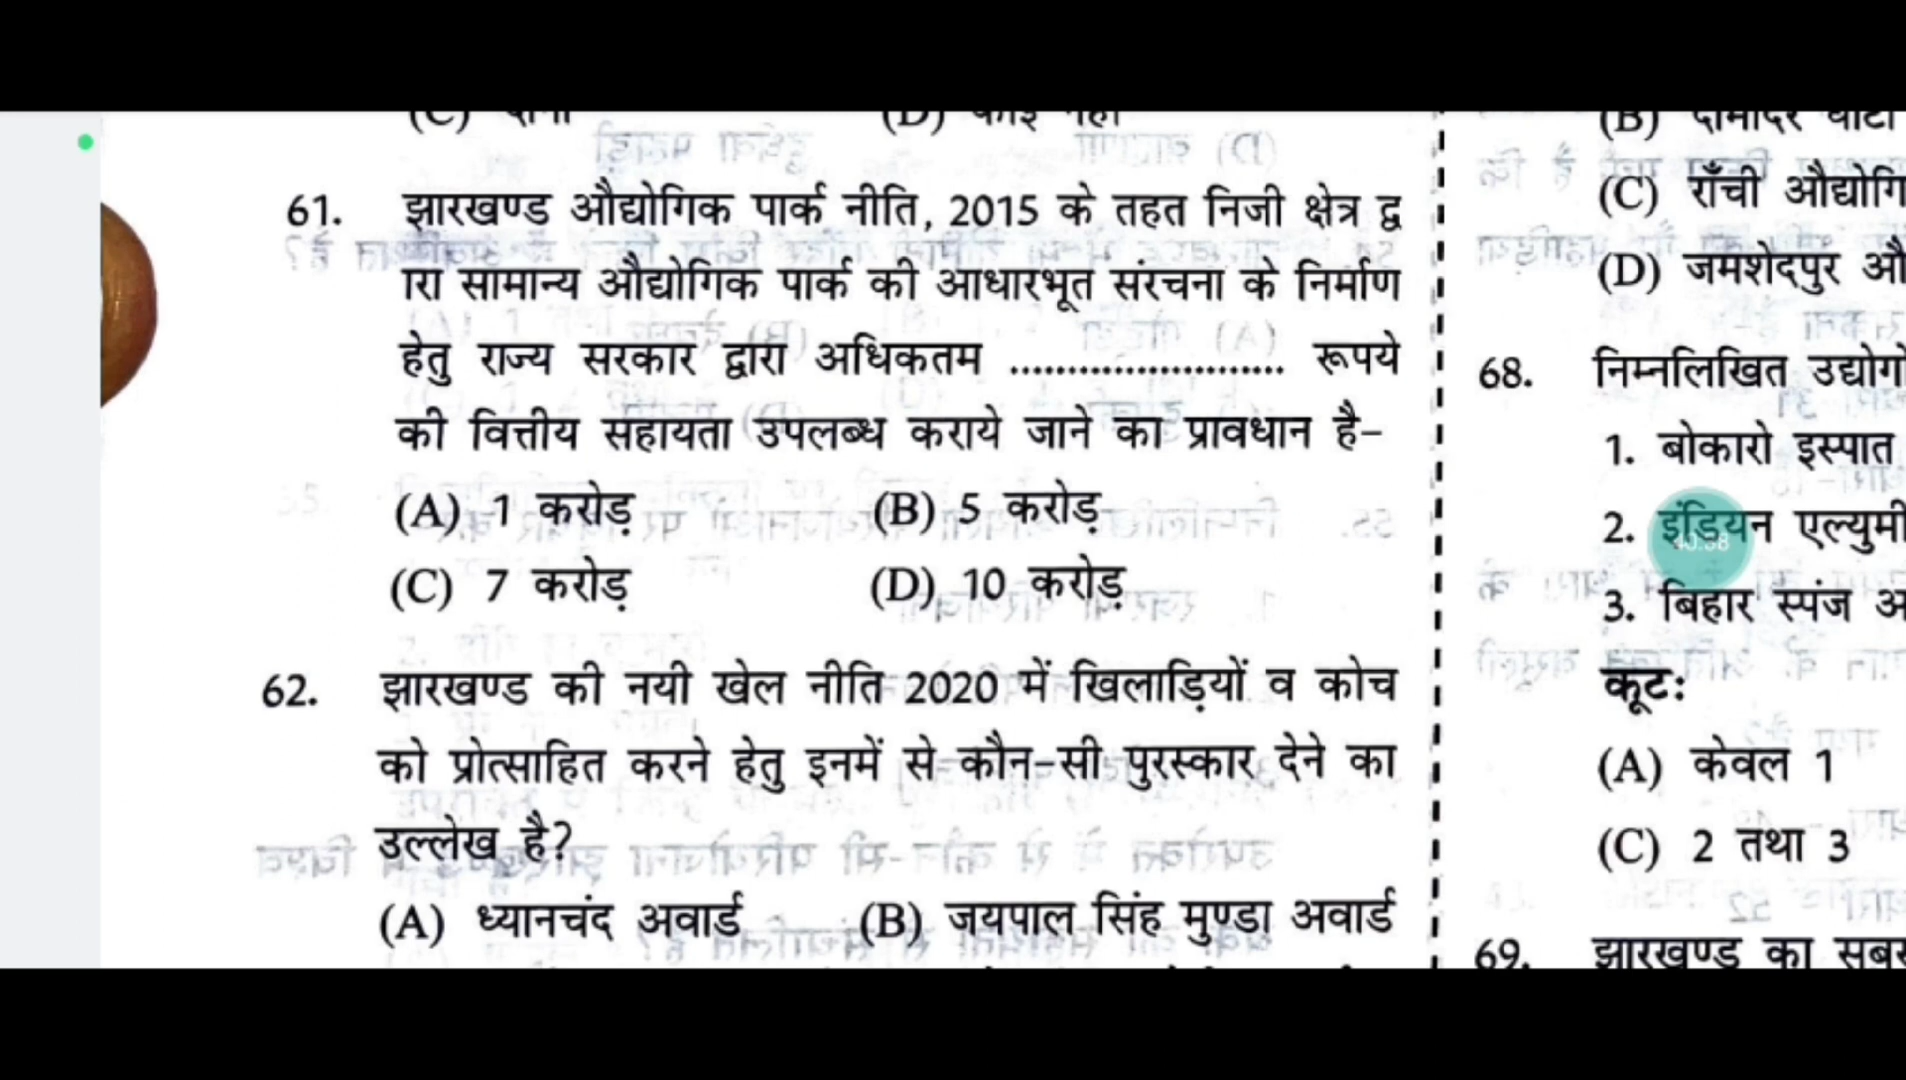 61. झारखण्ड औद्योगिक पार्क नीति, 2015 के तहत निजी क्षेत्र द्व
ारा सामान्य औद्योगिक पार्क की आधारभूत संरचना के निर्माण
हेतु राज्य सरकार द्वारा अधिकतम ........................ रूपये
की वित्तीय सहायता उपलब्ध कराये जाने का प्रावधान है-
(A) 1 करोड़ (B) 5 करोड़
(C) 7 करोड़ (D) 10 करोड़
62. झारखण्ड की नयी खेल नीति 2020 में खिलाड़ियों व कोच
को प्रोत्साहित करने हेतु इनमें से कौन-सी पुरस्कार देने का
उल्लेख है?
(A) ध्यानचंद अवार्ड (B) जयपाल सिंह मुण्डा अवार्ड
(B) दामोदर घाटी
(C) राँची औद्योगि
(D) जमशेदपुर औ
68. निम्नलिखित उद्योगो
1. बोकारो इस्पात
2. इंडियन एल्युमी
3. बिहार स्पंज अ
कूट:
(A) केवल 1
(C) 2 तथा 3
69. झारखण्ड का सबस